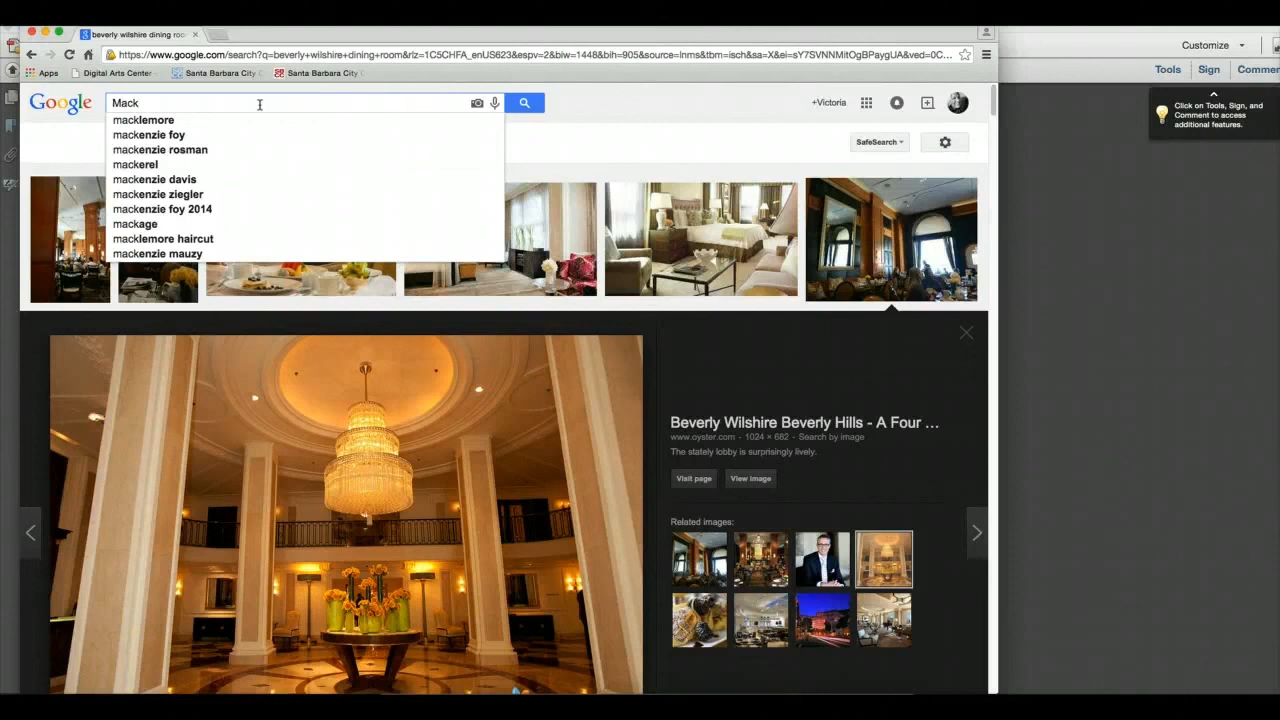 beverly wilshire dining roo
https://www.google.com/search?q=beverly+wilshire+dining+room&rlz=1C5CHFA_enUS623&espv=2&biw=1448&bih=905&source=lnms&tbm=isch&sa=X&ei=sY7SVNNMitOgBPaygUA&ved=0C...
Apps
Digital Arts Center
Santa Barbara City
Santa Barbara City
Customize
Tools
Sign
Commen
Click on Tools, Sign, and
Comment to access
additional features.
Google
Mack
+Victoria
macklemore
mackenzie foy
mackenzie rosman
mackerel
mackenzie davis
mackenzie ziegler
mackenzie foy 2014
mackage
macklemore haircut
mackenzie mauzy
SafeSearch
Beverly Wilshire Beverly Hills - A Four ...
www.oyster.com - 1024 × 682 - Search by image
The stately lobby is surprisingly lively.
Visit page
View image
Related images: